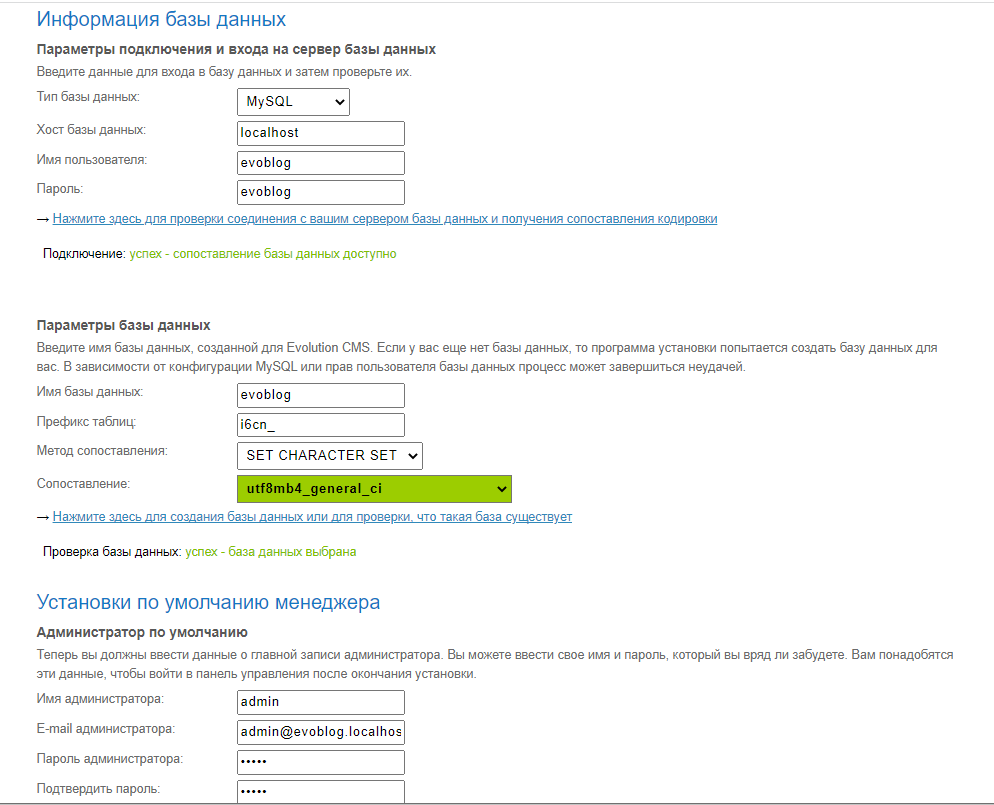 Информация базы данных
Параметры подключения и входа на сервер базы данных
Введите данные для входа в базу данных и затем проверьте их.
Тип базы данных: MySQL
Хост базы данных: localhost
Имя пользователя: evoblog
Пароль: evoblog
→ Нажмите здесь для проверки соединения с вашим сервером базы данных и получения сопоставления кодировки
Подключение: успех - сопоставление базы данных доступно
Параметры базы данных
Введите имя базы данных, созданной для Evolution CMS. Если у вас еще нет базы данных, то программа установки попытается создать базу данных для
вас. В зависимости от конфигурации MySQL или прав пользователя базы данных процесс может завершиться неудачей.
Имя базы данных: evoblog
Префикс таблиц: i6cn_
Метод сопоставления: SET CHARACTER SET
Сопоставление: utf8mb4_general_ci
→ Нажмите здесь для создания базы данных или для проверки, что такая база существует
Проверка базы данных: успех - база данных выбрана
Установки по умолчанию менеджера
Администратор по умолчанию
Теперь вы должны ввести данные о главной записи администратора. Вы можете ввести свое имя и пароль, который вы вряд ли забудете. Вам понадобятся
эти данные, чтобы войти в панель управления после окончания установки.
Имя администратора: admin
E-mail администратора: admin@evoblog.localhos
Пароль администратора: •••••
Подтвердить пароль: •••••